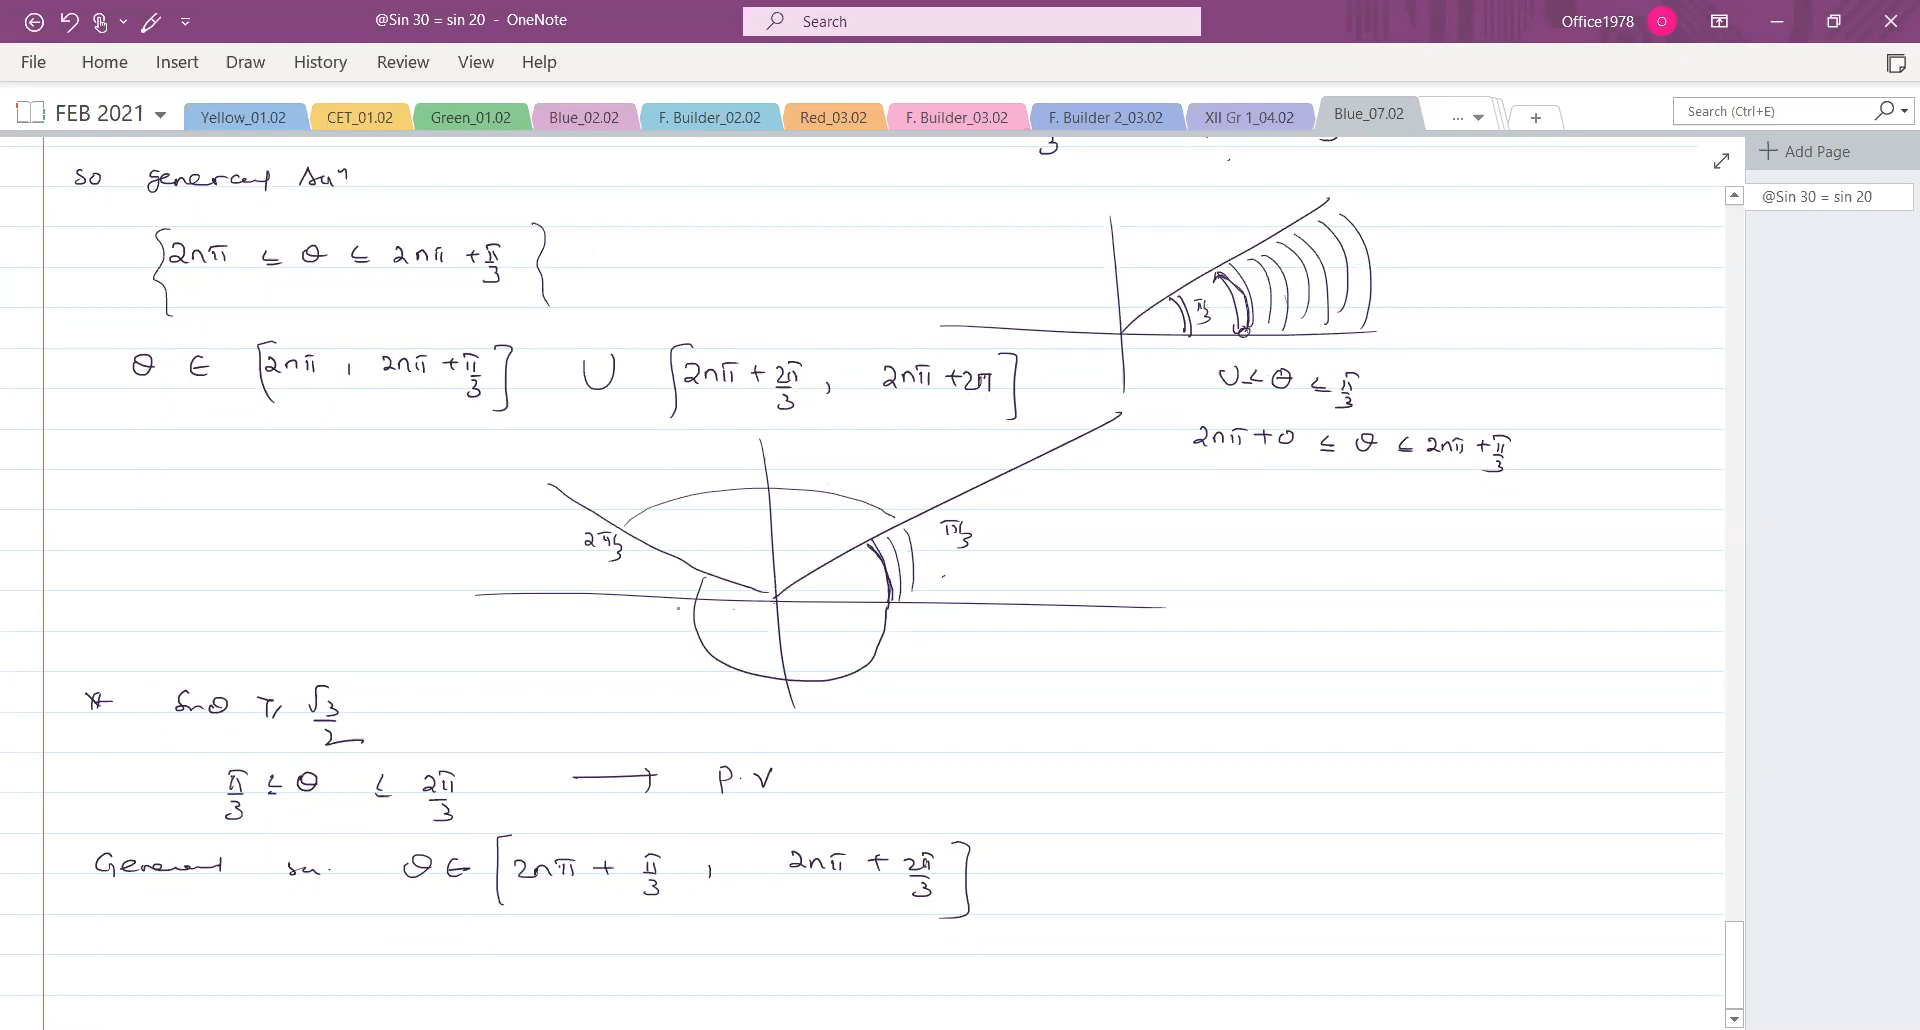 @Sin 30 = sin 20 - OneNote
Search
Office1978
O
File Home Insert Draw History Review View Help
FEB 2021
Yellow_01.02 CET_01.02 Green_01.02 Blue_02.02 F. Builder_02.02 Red_03.02 F. Builder_03.02 F. Builder 2_03.02 XII Gr 1_04.02 Blue_07.02 ... +
Search (Ctrl+E)
+ Add Page
@Sin 30 = sin 20
3
so general Solⁿ
{2nπ ≤ θ ≤ 2nπ + π/3}
π/3
θ ∈ [2nπ , 2nπ + π/3] ∪ [2nπ + 2π/3 , 2nπ + 2π]
0 ≤ θ ≤ π/3
2nπ + 0 ≤ θ ≤ 2nπ + π/3
2π/3
π/3
* Sinθ ≥ √3/2
π/3 ≤ θ ≤ 2π/3 → P.V
General sol. θ ∈ [2nπ + π/3 , 2nπ + 2π/3]